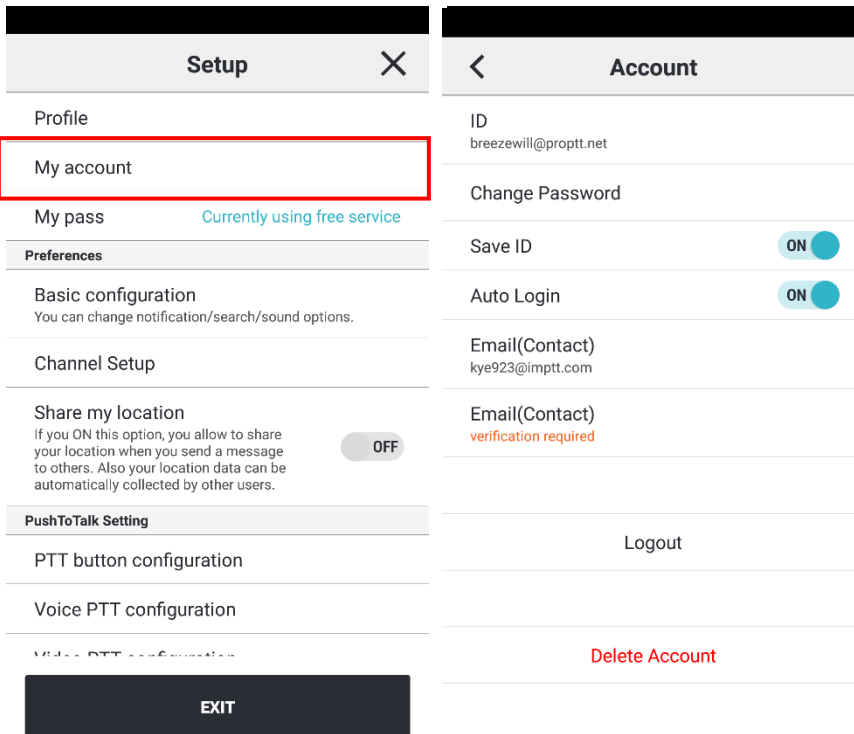 Setup
Profile
My account
My pass Currently using free service
Preferences
Basic configuration
You can change notification/search/sound options.
Channel Setup
Share my location
If you ON this option, you allow to share
your location when you send a message
to others. Also your location data can be
automatically collected by other users.
OFF
PushToTalk Setting
PTT button configuration
Voice PTT configuration
Video PTT configuration
EXIT
Account
ID
breezewill@proptt.net
Change Password
Save ID ON
Auto Login ON
Email(Contact)
kye923@imptt.com
Email(Contact)
verification required
Logout
Delete Account